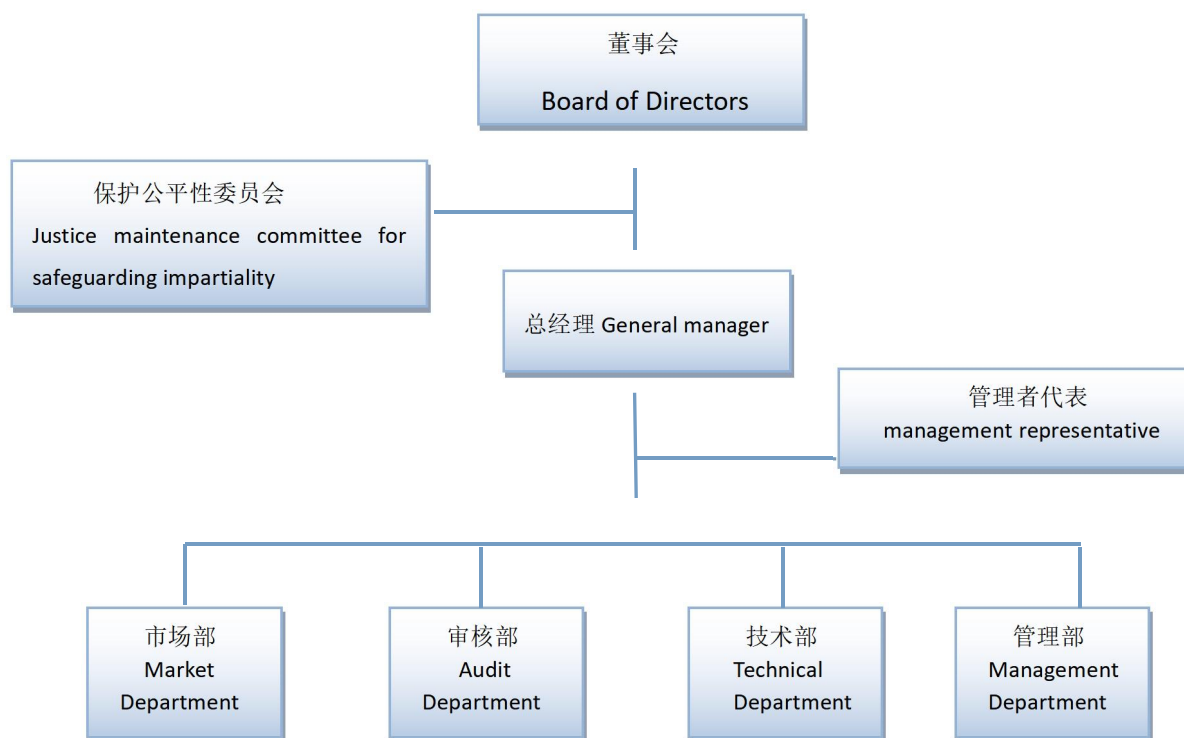 董事会
Board of Directors
保护公平性委员会
Justice maintenance committee for
safeguarding impartiality
总经理 General manager
管理者代表
management representative
市场部
Market
Department
审核部
Audit
Department
技术部
Technical
Department
管理部
Management
Department